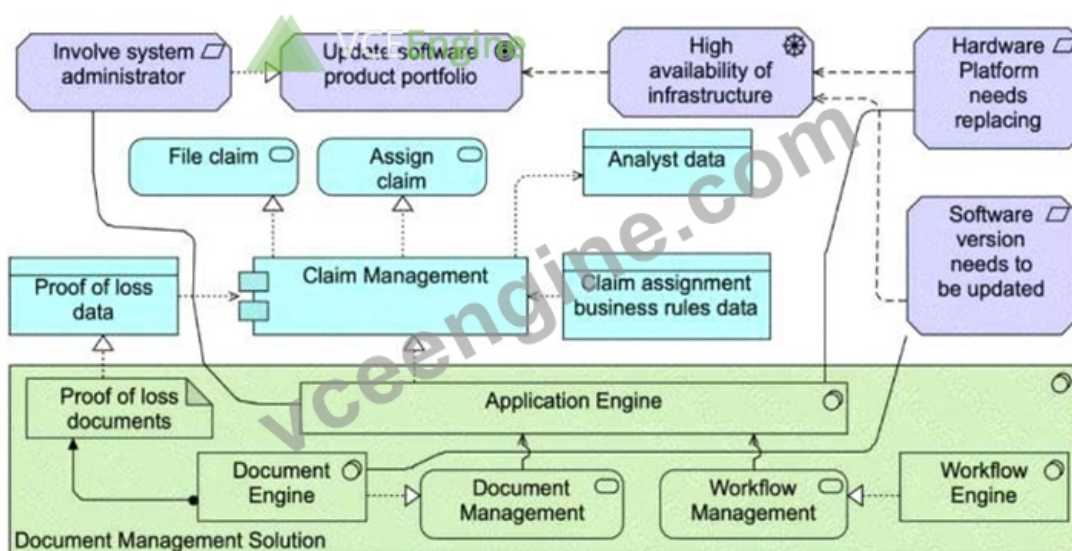 Involve system
administrator
Update software
product portfolio
VCEEngine
High
availability of
infrastructure
Hardware
Platform
needs
replacing
File claim
Assign
claim
Analyst data
Software
version
needs to
be updated
Proof of loss
data
Claim Management
Claim assignment
business rules data
Proof of loss
documents
Application Engine
Document
Engine
Document
Management
Workflow
Management
Workflow
Engine
Document Management Solution
vceengine.com